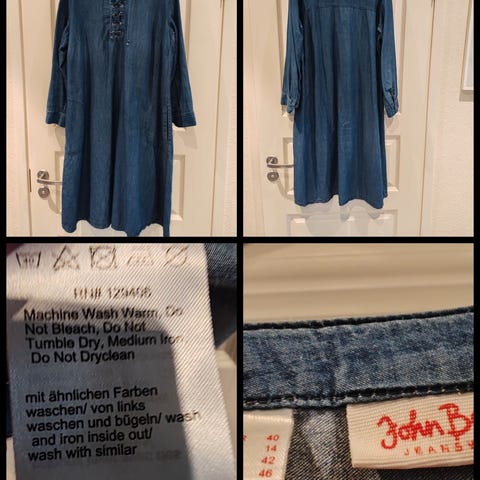 RN# 129406
Machine Wash Warm, Do
Not Bleach, Do Not
Tumble Dry, Medium Iron,
Do Not Dryclean
mit ähnlichen Farben
waschen/ von links
waschen und bügeln/ wash
and iron inside out/
wash with similar
40
14
42
46
John
JEANS